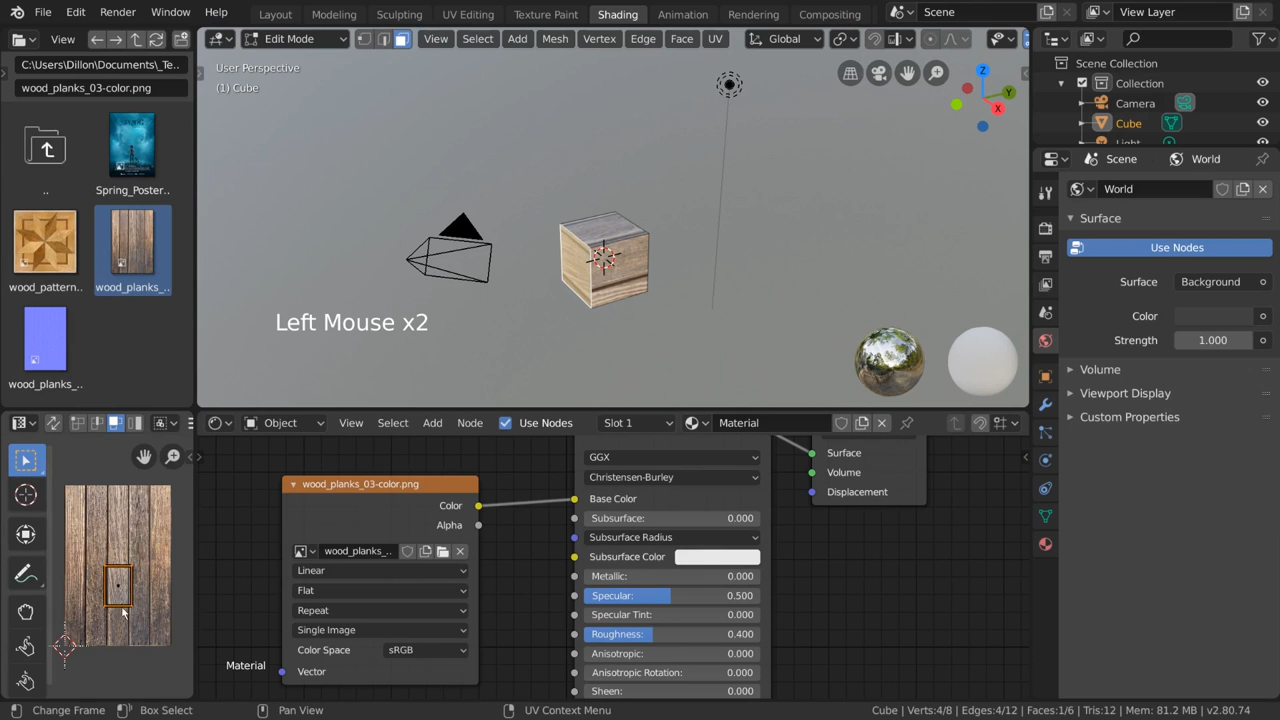 File Edit Render Window Help
Layout Modeling Sculpting UV Editing Texture Paint Shading Animation Rendering Compositing
Scene View Layer
View
C:\Users\Dillon\Documents\_Te..
wood_planks_03-color.png
Spring_Poster..
..
wood_pattern..
wood_planks_..
wood_planks_..
Edit Mode View Select Add Mesh Vertex Edge Face UV Global
User Perspective
(1) Cube
Z
Y
X
Left Mouse x2
Object View Select Add Node Use Nodes Slot 1 Material
wood_planks_03-color.png
Color
Alpha
wood_planks_..
Linear
Flat
Repeat
Single Image
Color Space sRGB
Vector
Material
GGX
Christensen-Burley
Base Color
Subsurface: 0.000
Subsurface Radius
Subsurface Color
Metallic: 0.000
Specular: 0.500
Specular Tint: 0.000
Roughness: 0.400
Anisotropic: 0.000
Anisotropic Rotation: 0.000
Sheen: 0.000
Surface
Volume
Displacement
Scene Collection
Collection
Camera
Cube
Light
Scene World
World
Surface
Use Nodes
Surface Background
Color
Strength 1.000
Volume
Viewport Display
Custom Properties
Change Frame Box Select Pan View UV Context Menu Cube | Verts:4/8 | Edges:4/12 | Faces:1/6 | Tris:12 | Mem: 81.2 MB | v2.80.74